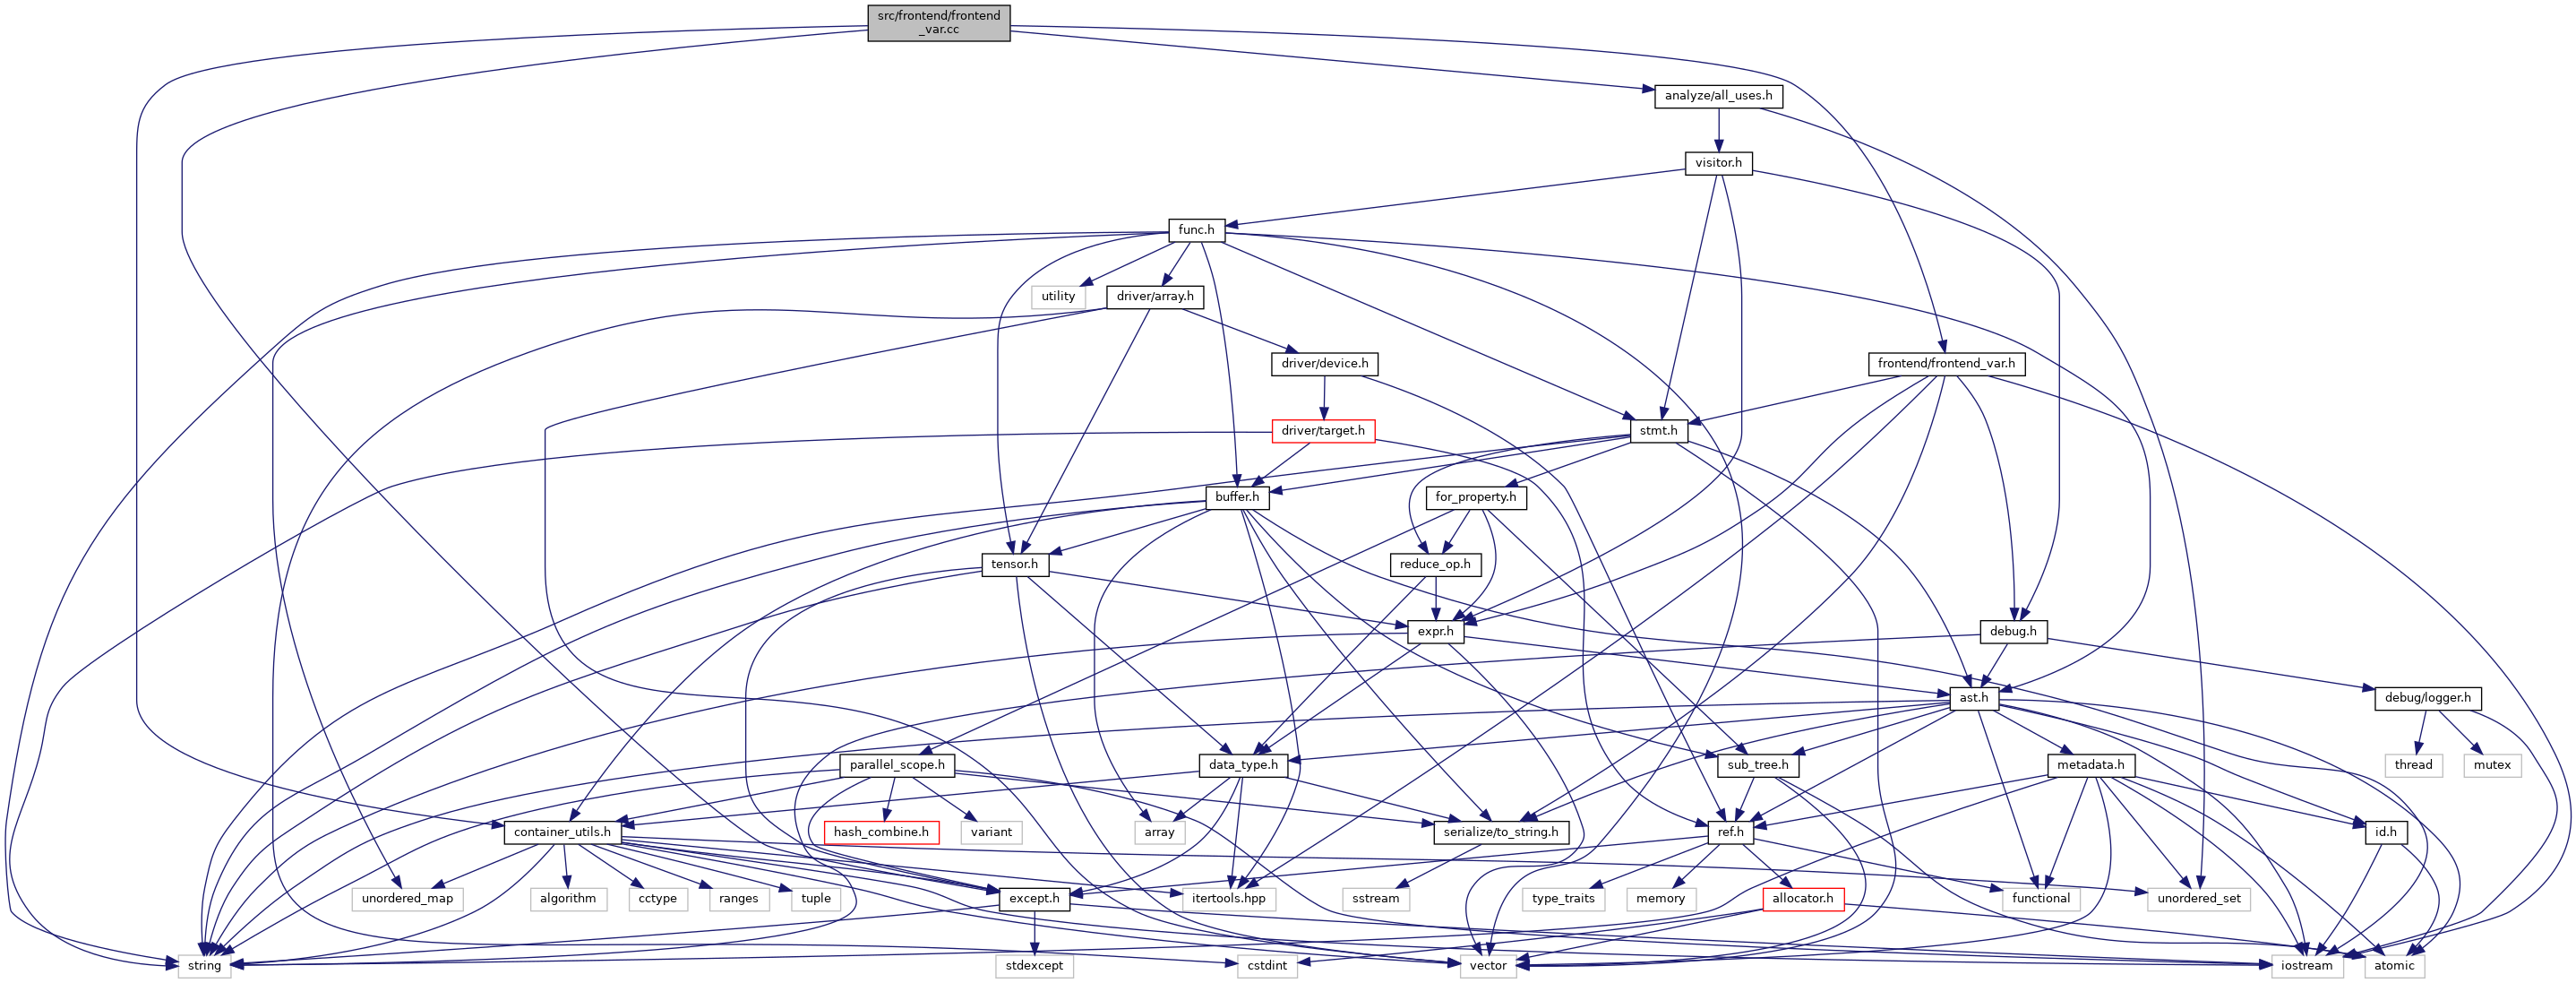 src/frontend/frontend
_var.cc
analyze/all_uses.h
visitor.h
func.h
utility
driver/array.h
driver/device.h
frontend/frontend_var.h
driver/target.h
stmt.h
buffer.h
for_property.h
tensor.h
reduce_op.h
expr.h
debug.h
ast.h
debug/logger.h
parallel_scope.h
data_type.h
sub_tree.h
metadata.h
thread
mutex
container_utils.h
hash_combine.h
variant
array
serialize/to_string.h
ref.h
id.h
unordered_map
algorithm
cctype
ranges
tuple
except.h
itertools.hpp
sstream
type_traits
memory
allocator.h
functional
unordered_set
string
stdexcept
cstdint
vector
iostream
atomic